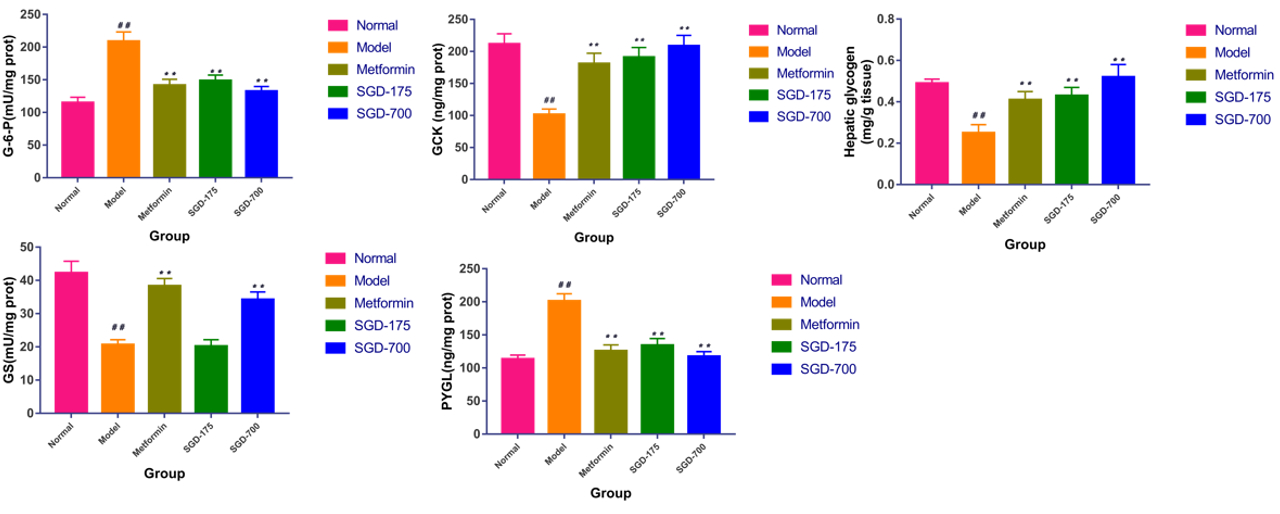 G-6-P(mU/mg prot)
250
200
150
100
50
0
##
**
**
**
Normal
Model
Metformin
SGD-175
SGD-700
Group
Normal
Model
Metformin
SGD-175
SGD-700
GCK (ng/mg prot)
250
200
150
100
50
0
##
**
**
**
Normal
Model
Metformin
SGD-175
SGD-700
Group
Normal
Model
Metformin
SGD-175
SGD-700
Hepatic glycogen
(mg/g tissue)
0.8
0.6
0.4
0.2
0.0
##
**
**
**
Normal
Model
Metformin
SGD-175
SGD-700
Group
Normal
Model
Metformin
SGD-175
SGD-700
GS(mU/mg prot)
50
40
30
20
10
0
##
**
**
Normal
Model
Metformin
SGD-175
SGD-700
Group
Normal
Model
Metformin
SGD-175
SGD-700
PYGL(ng/mg prot)
250
200
150
100
50
0
##
**
**
**
Normal
Model
Metformin
SGD-175
SGD-700
Group
Normal
Model
Metformin
SGD-175
SGD-700